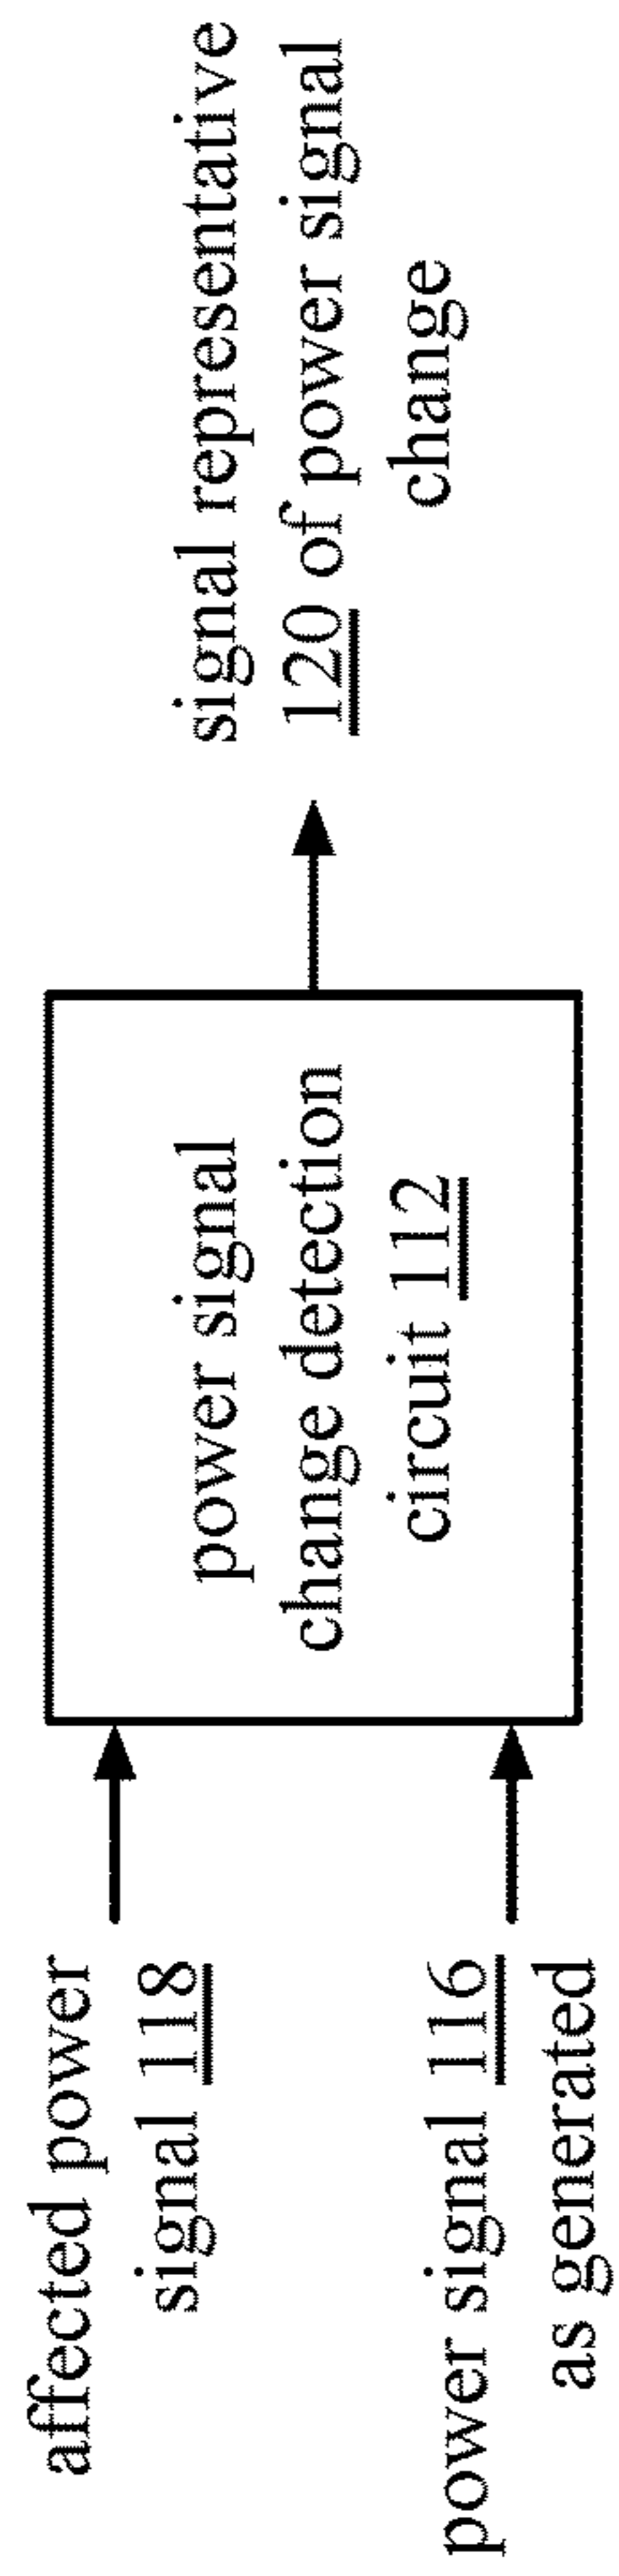 affected power
signal 118
power signal 116
as generated
power signal
change detection
circuit 112
signal representative
120 of power signal
change